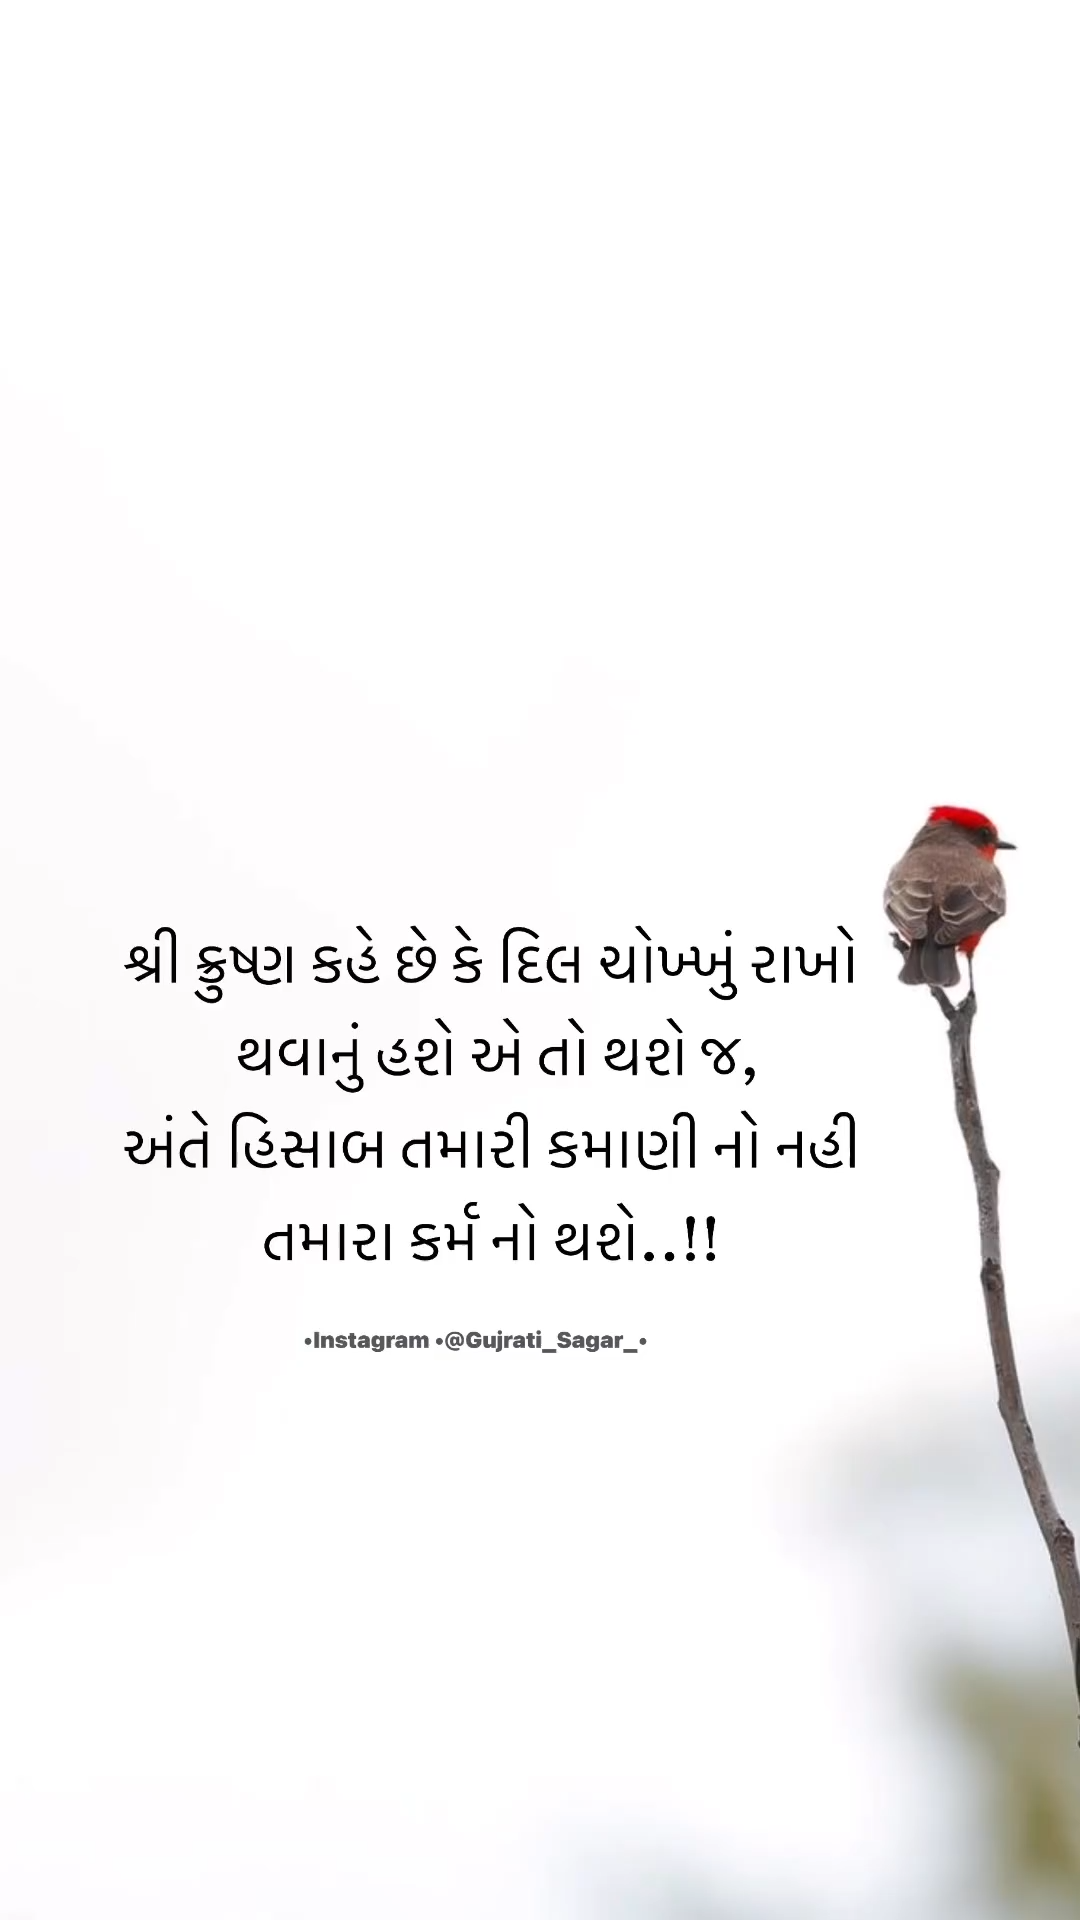 શ્રી ક્રુષ્ણ કહે છે કે દિલ ચોખ્ખું રાખો
થવાનું હશે એ તો થશે જ,
અંતે હિસાબ તમારી કમાણી નો નહી
તમારા કર્મ નો થશે..!!
•Instagram •@Gujrati_Sagar_•